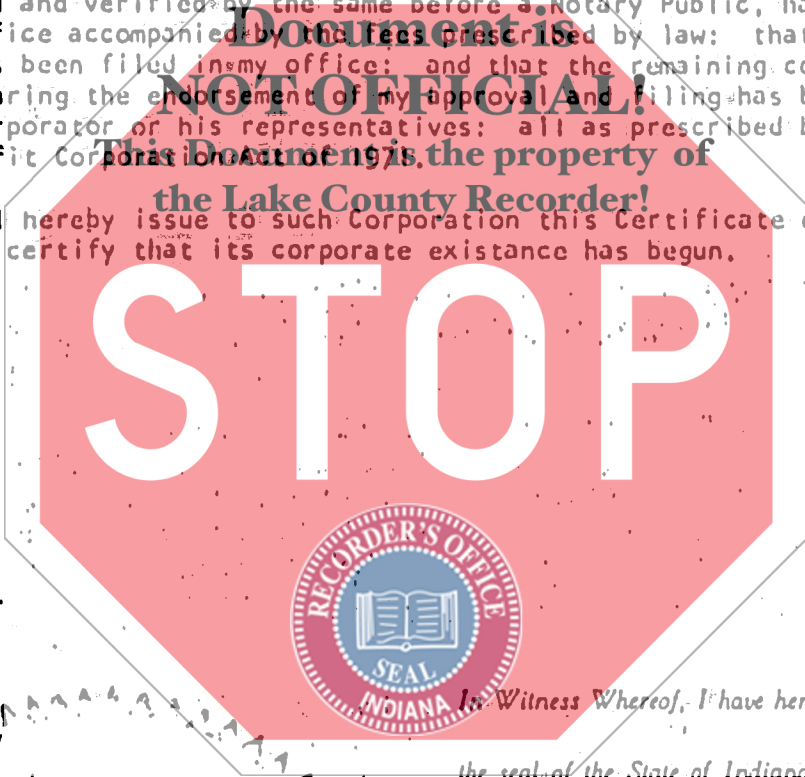 and verified by the same before a Notary Public, ha
Document is
ice accompanied by the fees prescribed by law: that
been filed in my office: and that the remaining co
NOT OFFICIAL!
ring the endorsement of my approval and filing has b
porator or his representatives: all as prescribed b
This Document is the property of
it Corporation Act of 1971.
the Lake County Recorder!
hereby issue to such Corporation this Certificate
certify that its corporate existance has begun.
STOP
RECORDER'S OFFICE
SEAL
INDIANA
In Witness Whereof, I have her
the seal of the State of Indiana